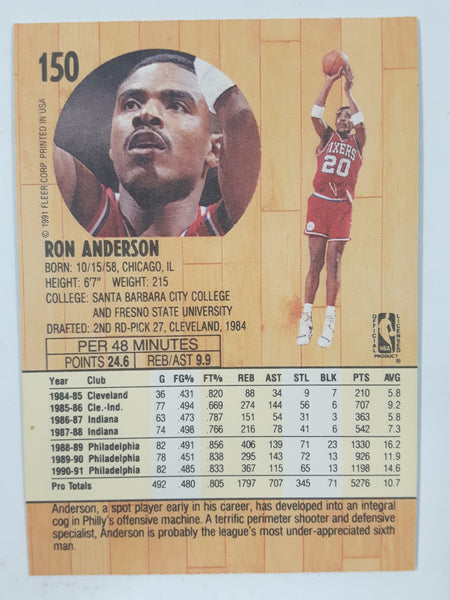 150
© 1991 FLEER CORP. PRINTED IN USA
SIXERS
20
RON ANDERSON
BORN: 10/15/58, CHICAGO, IL
HEIGHT: 6'7" WEIGHT: 215
COLLEGE: SANTA BARBARA CITY COLLEGE
AND FRESNO STATE UNIVERSITY
DRAFTED: 2ND RD-PICK 27, CLEVELAND, 1984
OFFICIAL LICENSED
NBA
PRODUCT ®
PER 48 MINUTES
POINTS 24.6 REB/AST 9.9
Year Club G FG% FT% REB AST STL BLK PTS AVG
1984-85 Cleveland 36 .431 .820 88 34 9 7 210 5.8
1985-86 Cle.-Ind. 77 .494 .669 274 144 56 6 707 9.2
1986-87 Indiana 63 .473 .787 151 54 31 3 363 5.8
1987-88 Indiana 74 .498 .766 216 78 41 6 542 7.3
1988-89 Philadelphia 82 .491 .856 406 139 71 23 1330 16.2
1989-90 Philadelphia 78 .451 .838 295 143 72 13 926 11.9
1990-91 Philadelphia 82 .485 .833 367 115 65 13 1198 14.6
Pro Totals 492 .480 .805 1797 707 345 71 5276 10.7
Anderson, a spot player early in his career, has developed into an integral
cog in Philly's offensive machine. A terrific perimeter shooter and defensive
specialist, Anderson is probably the league's most under-appreciated sixth
man.